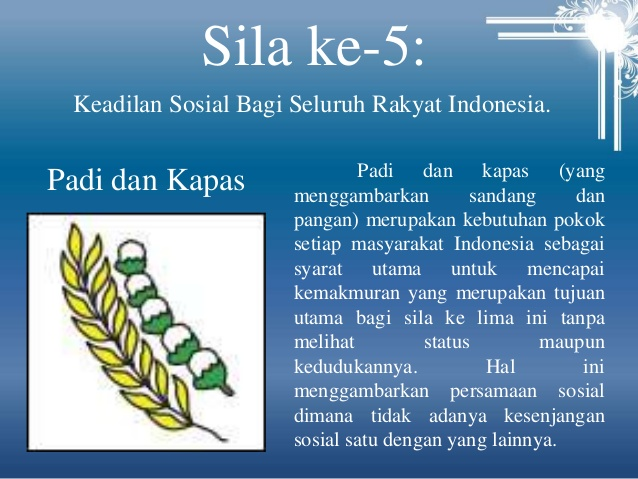 Sila ke-5:
Keadilan Sosial Bagi Seluruh Rakyat Indonesia.
Padi dan Kapas
Padi dan kapas (yang
menggambarkan sandang dan
pangan) merupakan kebutuhan pokok
setiap masyarakat Indonesia sebagai
syarat utama untuk mencapai
kemakmuran yang merupakan tujuan
utama bagi sila ke lima ini tanpa
melihat status maupun
kedudukannya. Hal ini
menggambarkan persamaan sosial
dimana tidak adanya kesenjangan
sosial satu dengan yang lainnya.